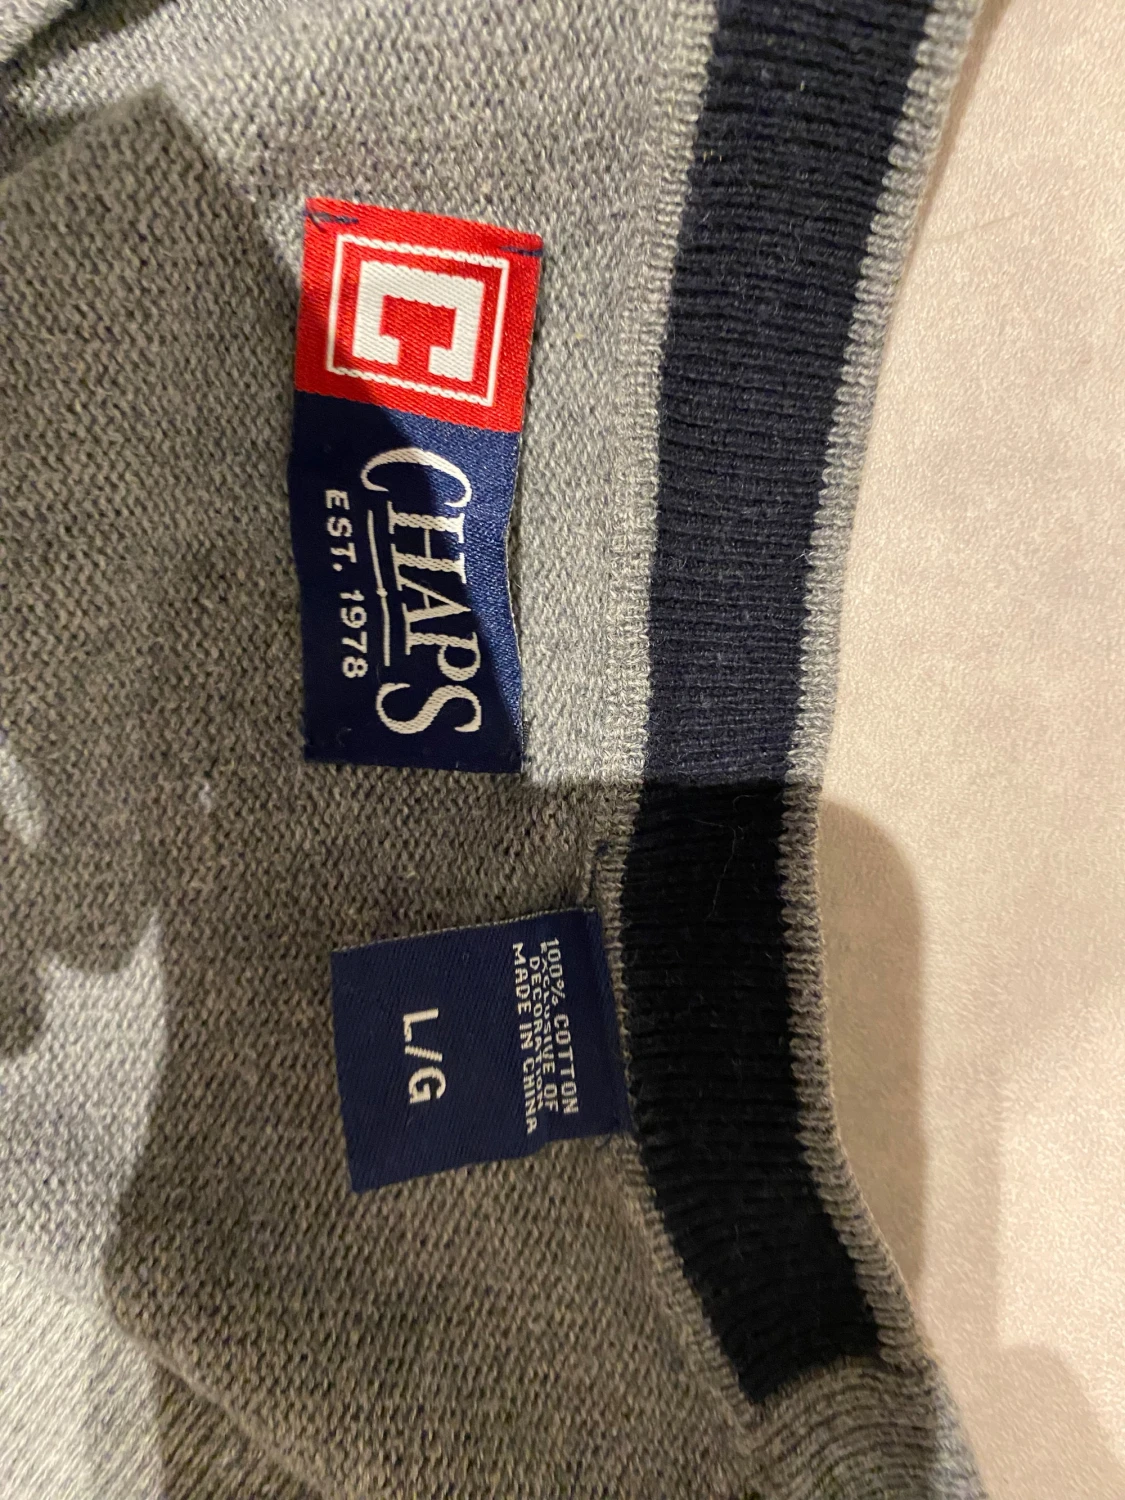 C
CHAPS
EST. 1978
100% COTTON
EXCLUSIVE OF
DECORATION
MADE IN CHINA
L/G